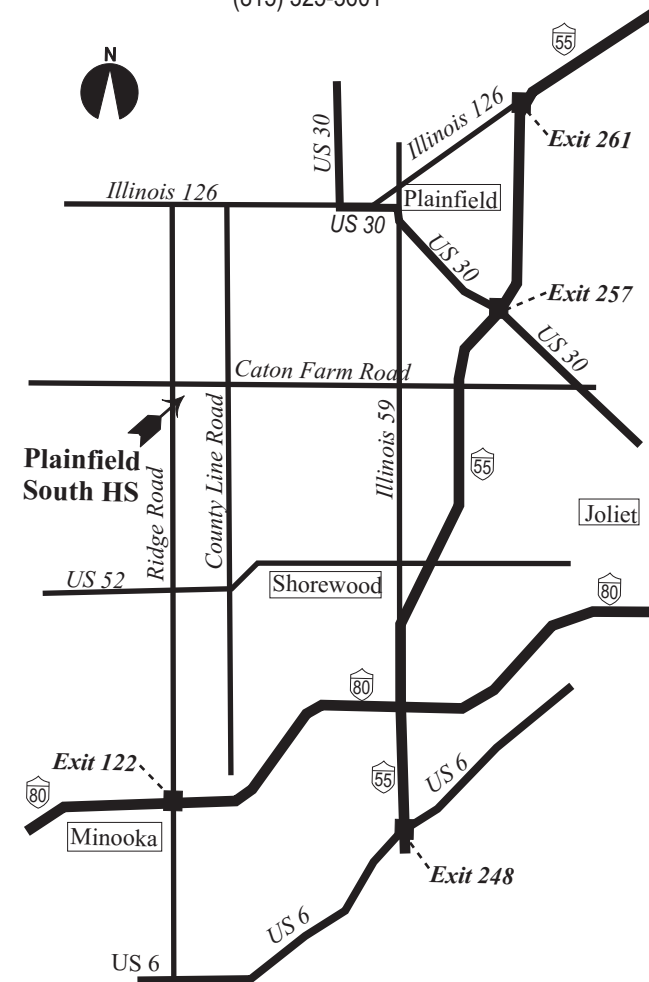 N
55
US 30
Illinois 126
Exit 261
Illinois 126
Plainfield
US 30
US 30
Exit 257
US 30
Caton Farm Road
Plainfield
South HS
Ridge Road
County Line Road
Illinois 59
55
Joliet
US 52
Shorewood
80
80
Exit 122
55
US 6
80
Minooka
Exit 248
US 6
US 6